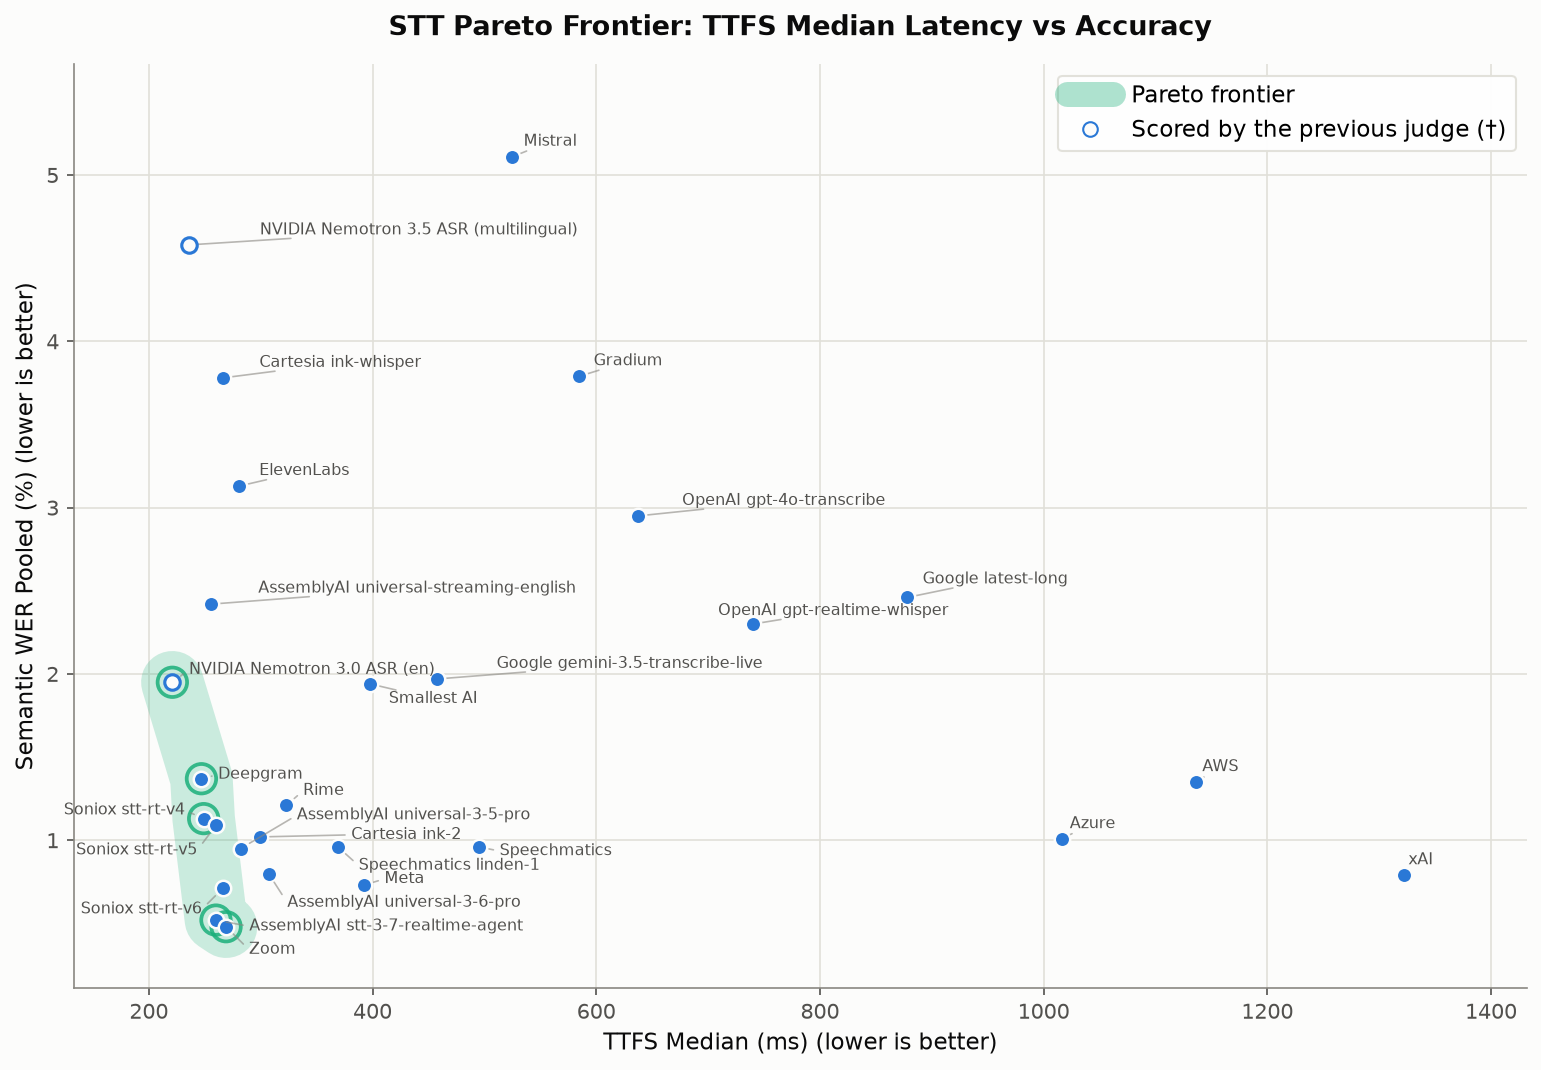 STT Pareto Frontier: TTFS Median Latency vs Accuracy
Pareto frontier
Scored by the previous judge (†)
Semantic WER Pooled (%) (lower is better)
5
4
3
2
1
Mistral
NVIDIA Nemotron 3.5 ASR (multilingual)
Cartesia ink-whisper
Gradium
ElevenLabs
OpenAI gpt-4o-transcribe
Google latest-long
AssemblyAI universal-streaming-english
OpenAI gpt-realtime-whisper
Google gemini-3.5-transcribe-live
NVIDIA Nemotron 3.0 ASR (en)
Smallest AI
AWS
Deepgram
Rime
Soniox stt-rt-v4
AssemblyAI universal-3-5-pro
Azure
Cartesia ink-2
Soniox stt-rt-v5
Speechmatics
xAI
Speechmatics linden-1
Meta
AssemblyAI universal-3-6-pro
Soniox stt-rt-v6
AssemblyAI stt-3-7-realtime-agent
Zoom
200 400 600 800 1000 1200 1400
TTFS Median (ms) (lower is better)